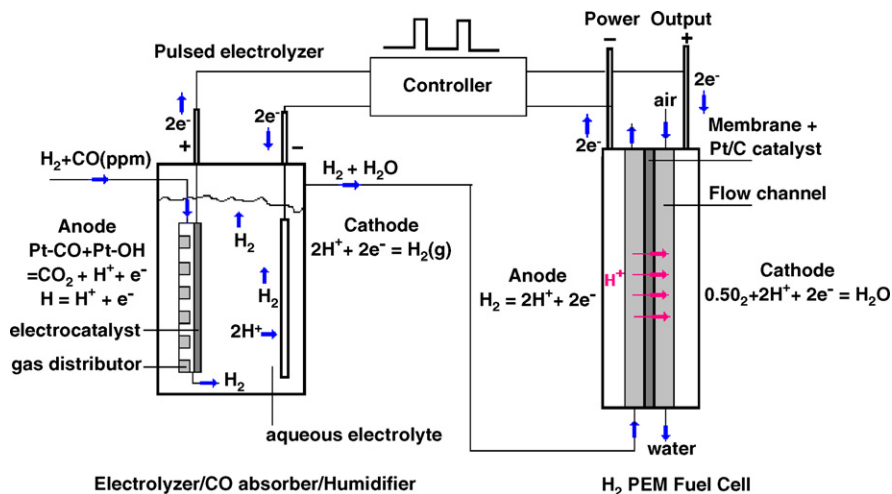 Power Output
− +
Pulsed electrolyzer
Controller
2e⁻
+
2e⁻
−
2e⁻
2e⁻
air
Membrane +
Pt/C catalyst
Flow channel
H₂+CO(ppm)
H₂ + H₂O
Anode
Pt-CO+Pt-OH
=CO₂ + H⁺ + e-
H = H⁺ + e-
H₂
H₂
2H⁺
Cathode
2H⁺ + 2e⁻ = H₂(g)
Anode
H₂ = 2H⁺ + 2e⁻
H⁺
Cathode
0.50₂+2H⁺+ 2e⁻ = H₂O
electrocatalyst
gas distributor
H₂
aqueous electrolyte
water
Electrolyzer/CO absorber/Humidifier
H₂ PEM Fuel Cell